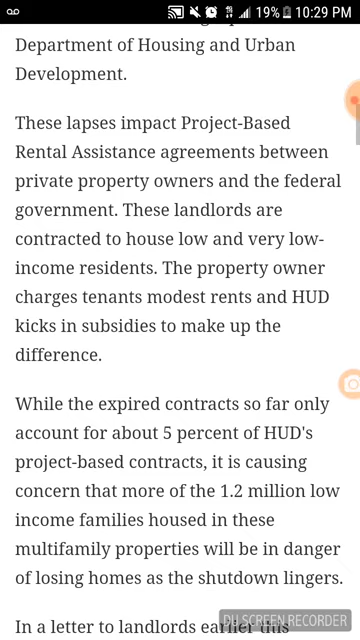 19% 10:29 PM
Department of Housing and Urban
Development.
These lapses impact Project-Based
Rental Assistance agreements between
private property owners and the federal
government. These landlords are
contracted to house low and very low-
income residents. The property owner
charges tenants modest rents and HUD
kicks in subsidies to make up the
difference.
While the expired contracts so far only
account for about 5 percent of HUD's
project-based contracts, it is causing
concern that more of the 1.2 million low
income families housed in these
multifamily properties will be in danger
of losing homes as the shutdown lingers.
In a letter to landlords earlier this
DU SCREEN RECORDER